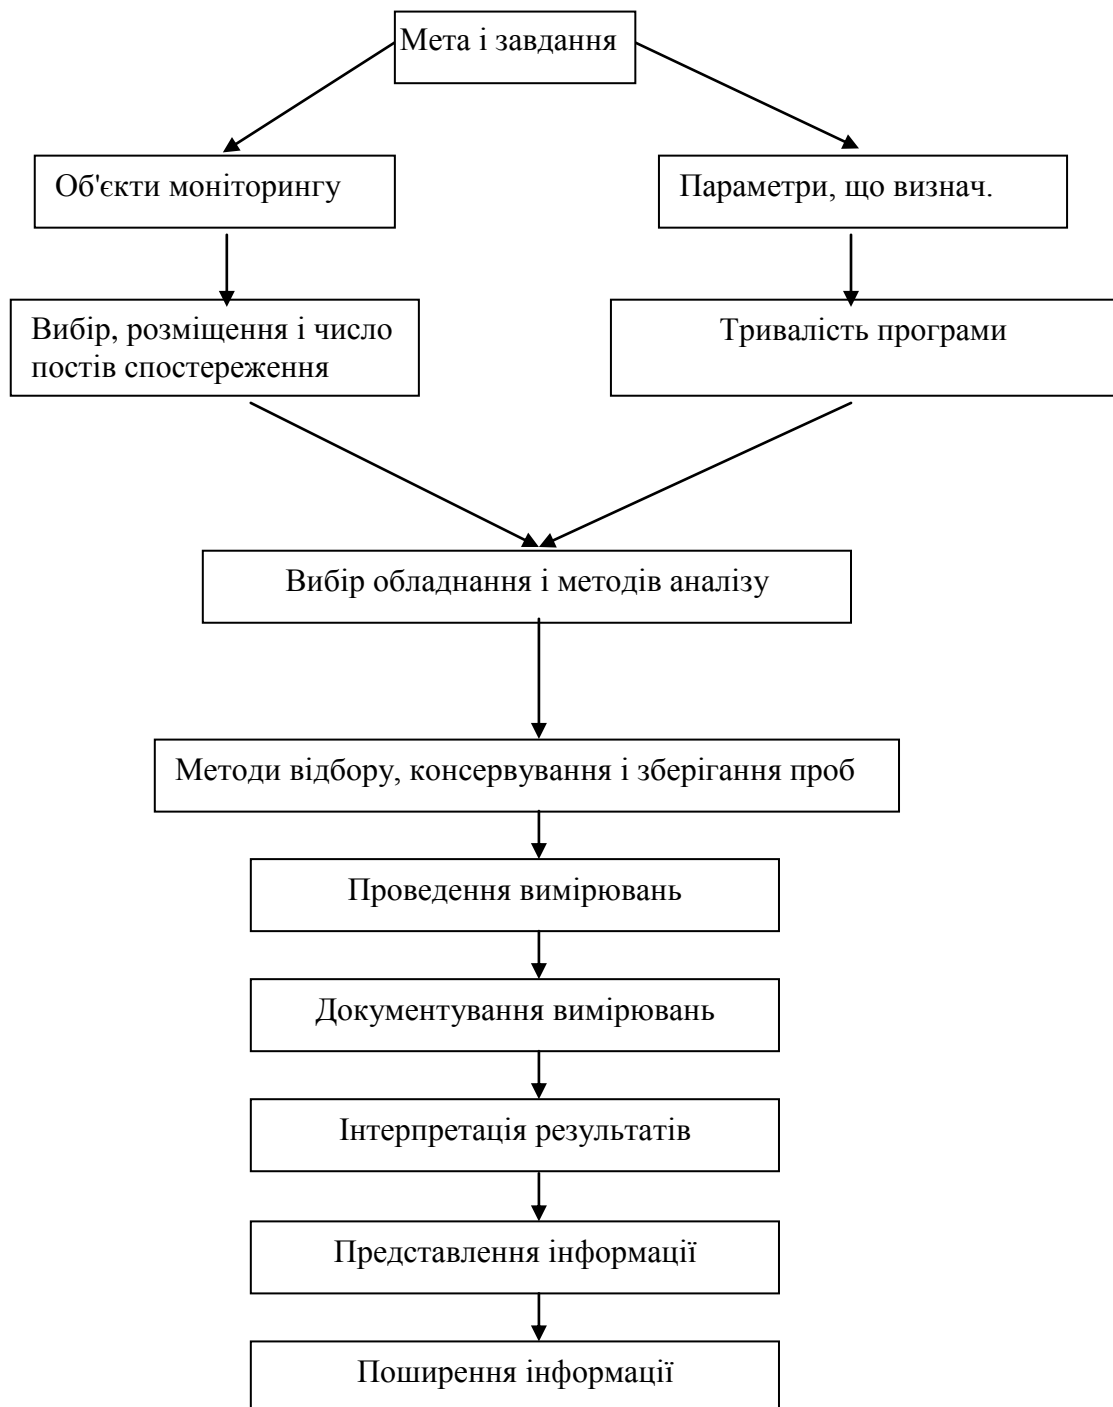 Мета і завдання
Об'єкти моніторингу
Параметри, що визнач.
Вибір, розміщення і число
постів спостереження
Тривалість програми
Вибір обладнання і методів аналізу
Методи відбору, консервування і зберігання проб
Проведення вимірювань
Документування вимірювань
Інтерпретація результатів
Представлення інформації
Поширення інформації